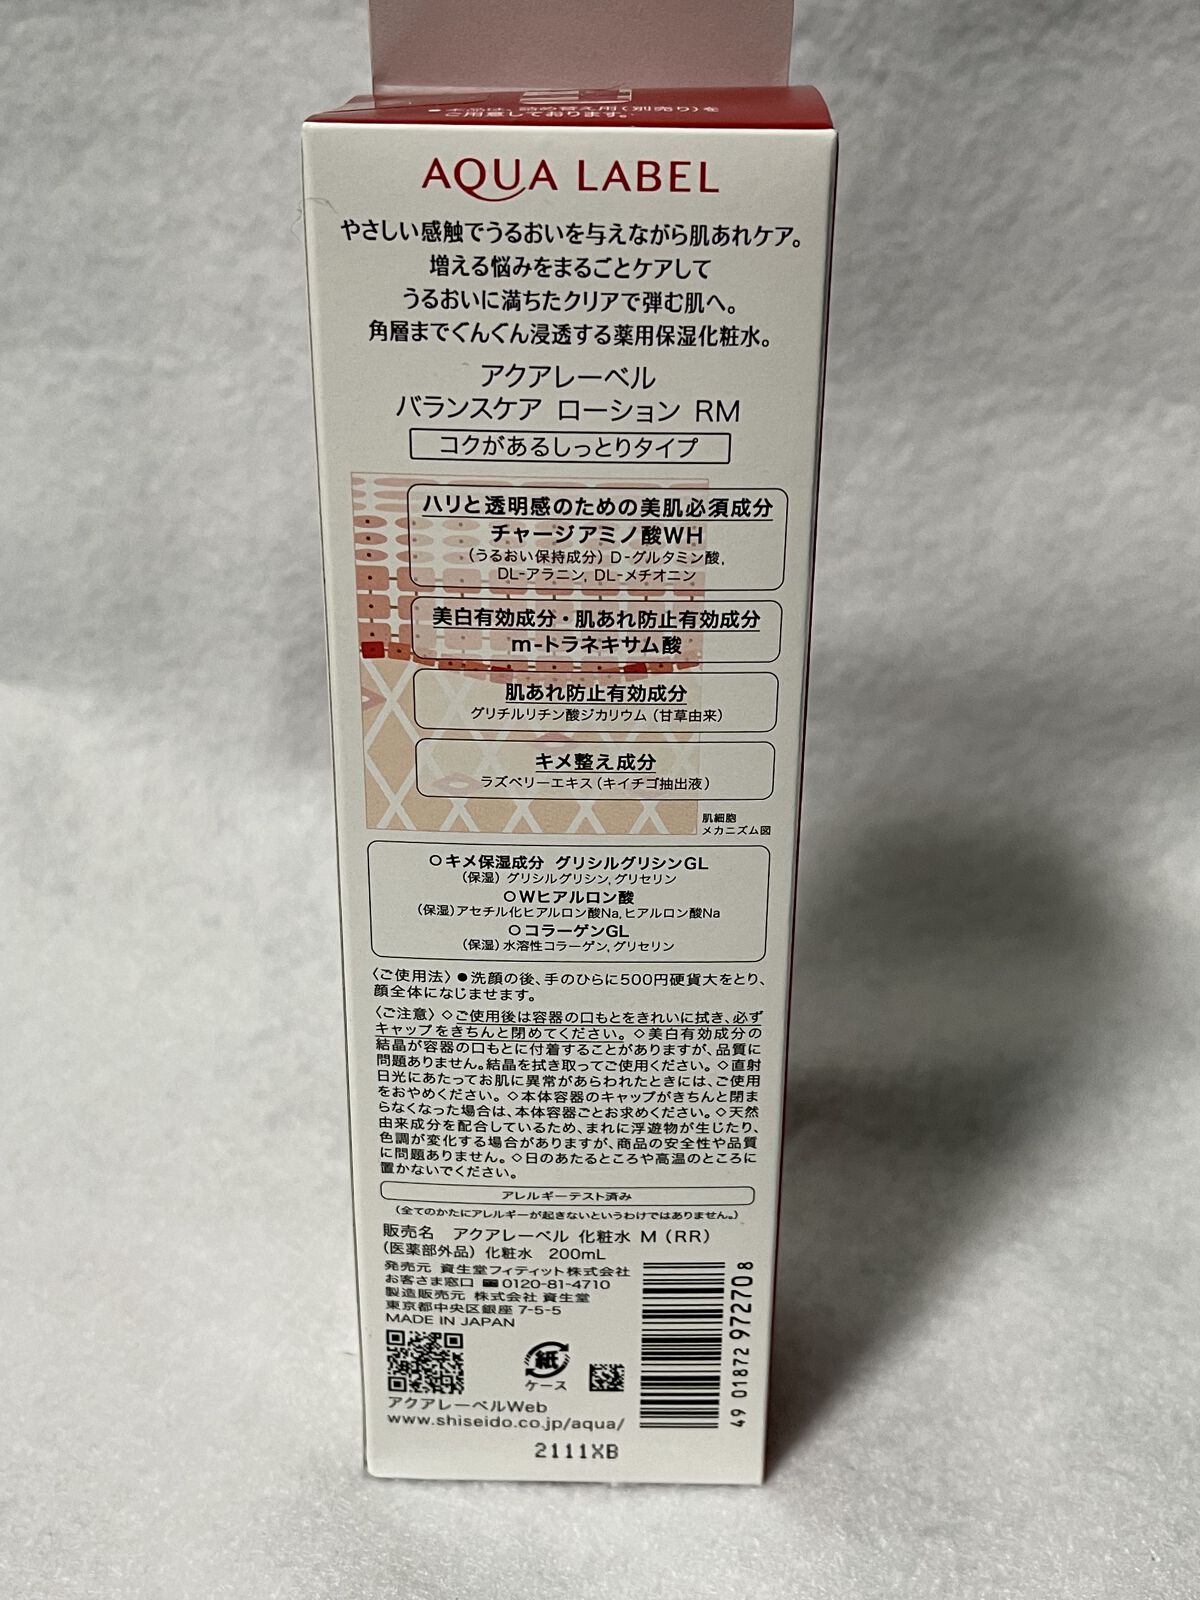 ●本品は、詰め替え用(別売り)を
ご用意しております。
AQUA LABEL
やさしい感触でうるおいを与えながら肌あれケア。
増える悩みをまるごとケアして
うるおいに満ちたクリアで弾む肌へ。
角層までぐんぐん浸透する薬用保湿化粧水。
アクアレーベル
バランスケア ローション RM
コクがあるしっとりタイプ
ハリと透明感のための美肌必須成分
チャージアミノ酸WH
(うるおい保持成分) D-グルタミン酸,
DL-アラニン, DL-メチオニン
美白有効成分・肌あれ防止有効成分
m-トラネキサム酸
肌あれ防止有効成分
グリチルリチン酸ジカリウム(甘草由来)
キメ整え成分
ラズベリーエキス(キイチゴ抽出液)
肌細胞
メカニズム図
○キメ保湿成分 グリシルグリシンGL
(保湿) グリシルグリシン, グリセリン
○Wヒアルロン酸
(保湿)アセチル化ヒアルロン酸Na, ヒアルロン酸Na
○コラーゲンGL
(保湿) 水溶性コラーゲン, グリセリン
〈ご使用法〉●洗顔の後、手のひらに500円硬貨大をとり、
顔全体になじませます。
〈ご注意〉◇ご使用後は容器の口もとをきれいに拭き、必ず
キャップをきちんと閉めてください。◇美白有効成分の
結晶が容器の口もとに付着することがありますが、品質に
問題ありません。結晶を拭き取ってご使用ください。◇直射
日光にあたってお肌に異常があらわれたときには、ご使用
をおやめください。◇本体容器のキャップがきちんと閉ま
らなくなった場合は、本体容器ごとお求めください。◇天然
由来成分を配合しているため、まれに浮遊物が生じたり、
色調が変化する場合がありますが、商品の安全性や品質
に問題ありません。◇日のあたるところや高温のところに
置かないでください。
アレルギーテスト済み
(全てのかたにアレルギーが起きないというわけではありません。)
販売名 アクアレーベル 化粧水 M (RR)
(医薬部外品) 化粧水 200mL
発売元 資生堂フィティット株式会社
お客さま窓口 0120-81-4710
製造販売元 株式会社 資生堂
東京都中央区銀座 7-5-5
MADE IN JAPAN
紙
ケース
アクアレーベルWeb
www.shiseido.co.jp/aqua/
49 01872 972708
2111XB